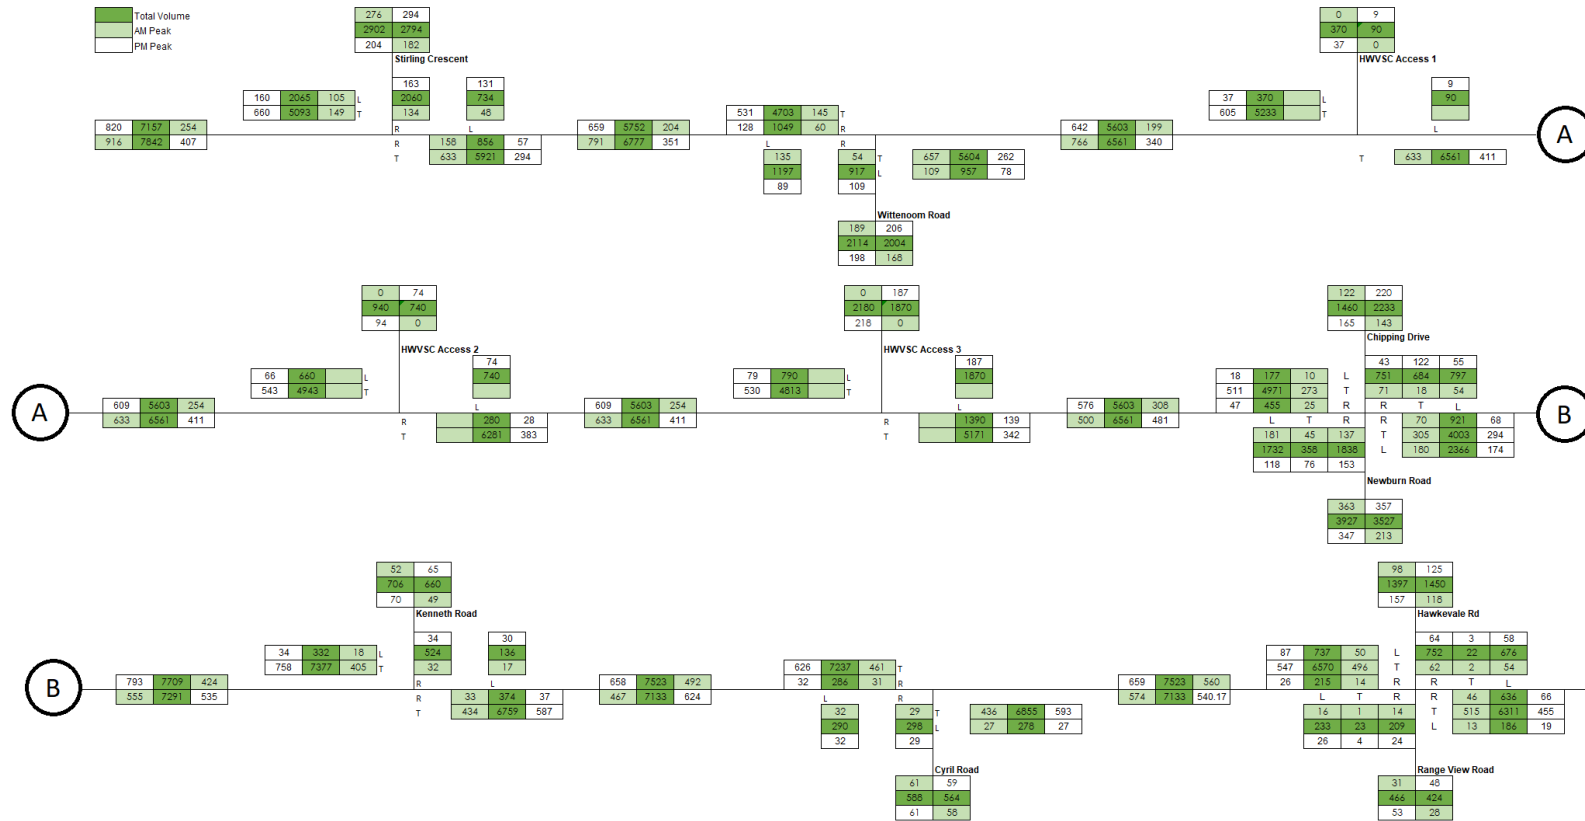 Total Volume
AM Peak
PM Peak
276 294
2902 2794
204 182
Stirling Crescent
163 131
2060 734
134 48
160 2065 105 L
660 5093 149 T
R L
820 7157 254
916 7842 407
R 158 856 57
T 633 5921 294
659 5752 204
791 6777 351
531 4703 145 T
128 1049 60 R
L R
135 54 T
1197 917 L
89 109
657 5604 262
109 957 78
Wittenoom Road
189 206
2114 2004
198 168
642 5603 199
766 6561 340
0 9
370 90
37 0
HWVSC Access 1
9
90
37 370 L
605 5233 T
L
T 633 6561 411
A
0 74
940 740
94 0
HWVSC Access 2
74
740
66 660 L
543 4943 T
L
A
609 5603 254
633 6561 411
R 280 28
T 6281 383
609 5603 254
633 6561 411
0 187
2180 1870
218 0
HWVSC Access 3
187
1870
79 790 L
530 4813 T
L
R 1390 139
T 5171 342
576 5603 308
500 6561 481
122 220
1460 2233
165 143
Chipping Drive
43 122 55
751 684 797
71 18 54
18 177 10 L
511 4971 273 T
47 455 25 R
R T L
L T R
R 70 921 68
T 305 4003 294
L 180 2366 174
181 45 137
1732 358 1838
118 76 153
Newburn Road
363 357
3927 3527
347 213
B
52 65
706 660
70 49
Kenneth Road
34 30
524 136
32 17
34 332 18 L
758 7377 405 T
R L
B
793 7709 424
555 7291 535
R 33 374 37
T 434 6759 587
658 7523 492
467 7133 624
626 7237 461 T
32 286 31 R
L R
32 29 T
290 298 L
32 29
436 6855 593
27 278 27
Cyril Road
61 59
588 564
61 58
659 7523 560
574 7133 540.17
98 125
1397 1450
157 118
Hawkevale Rd
64 3 58
752 22 676
62 2 54
87 737 50 L
547 6570 496 T
26 215 14 R
R T L
L T R
R 46 636 66
T 515 6311 455
L 13 186 19
16 1 14
233 23 209
26 4 24
Range View Road
31 48
466 424
53 28